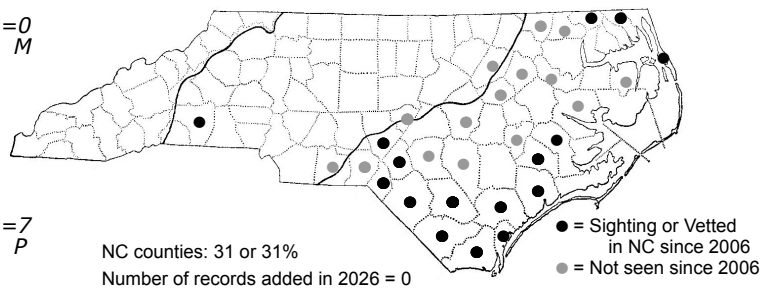 =0
M
=7
P
NC counties: 31 or 31%
Number of records added in 2026 = 0
= Sighting or Vetted
in NC since 2006
= Not seen since 2006